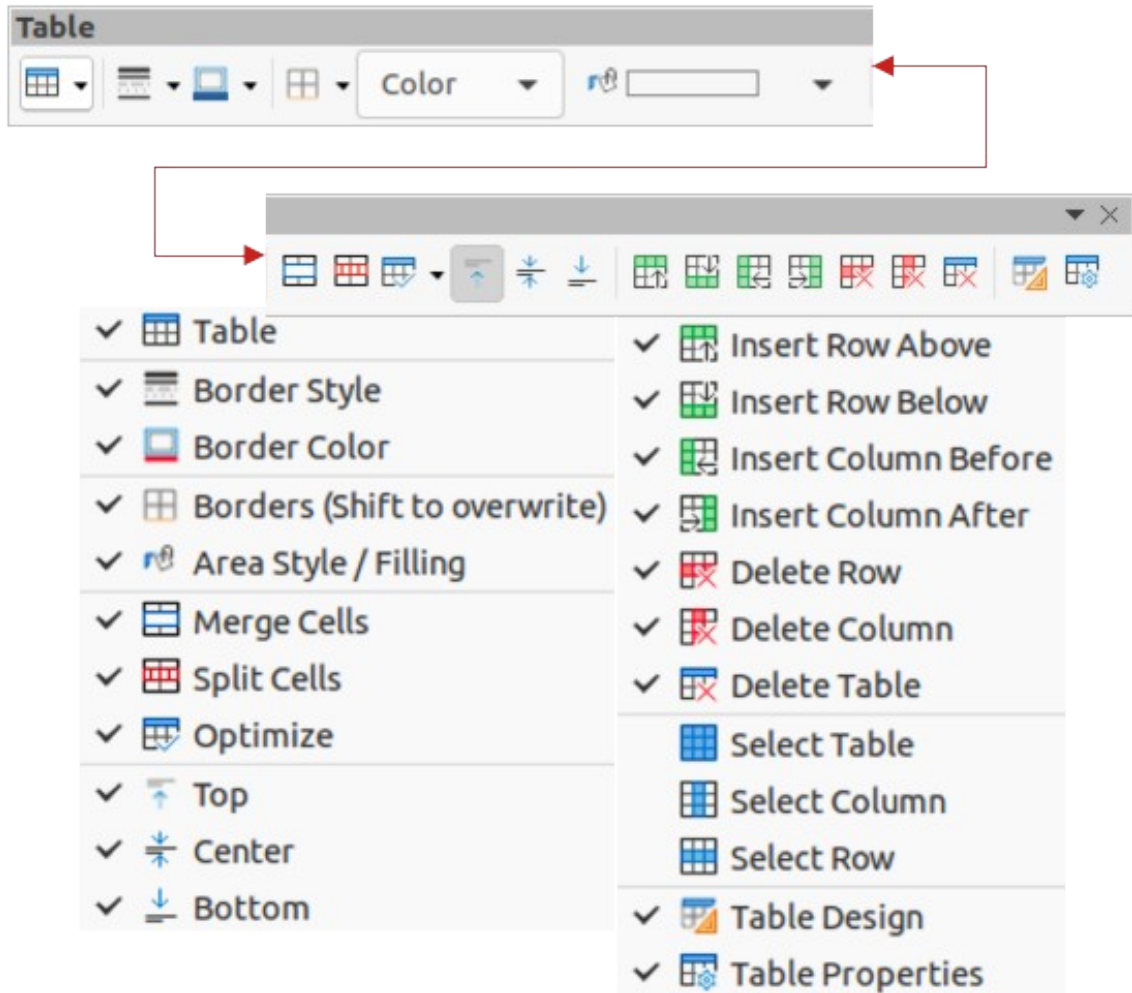 Table
Color
Table
Border Style
Border Color
Borders (Shift to overwrite)
Area Style / Filling
Merge Cells
Split Cells
Optimize
Top
Center
Bottom
Insert Row Above
Insert Row Below
Insert Column Before
Insert Column After
Delete Row
Delete Column
Delete Table
Select Table
Select Column
Select Row
Table Design
Table Properties